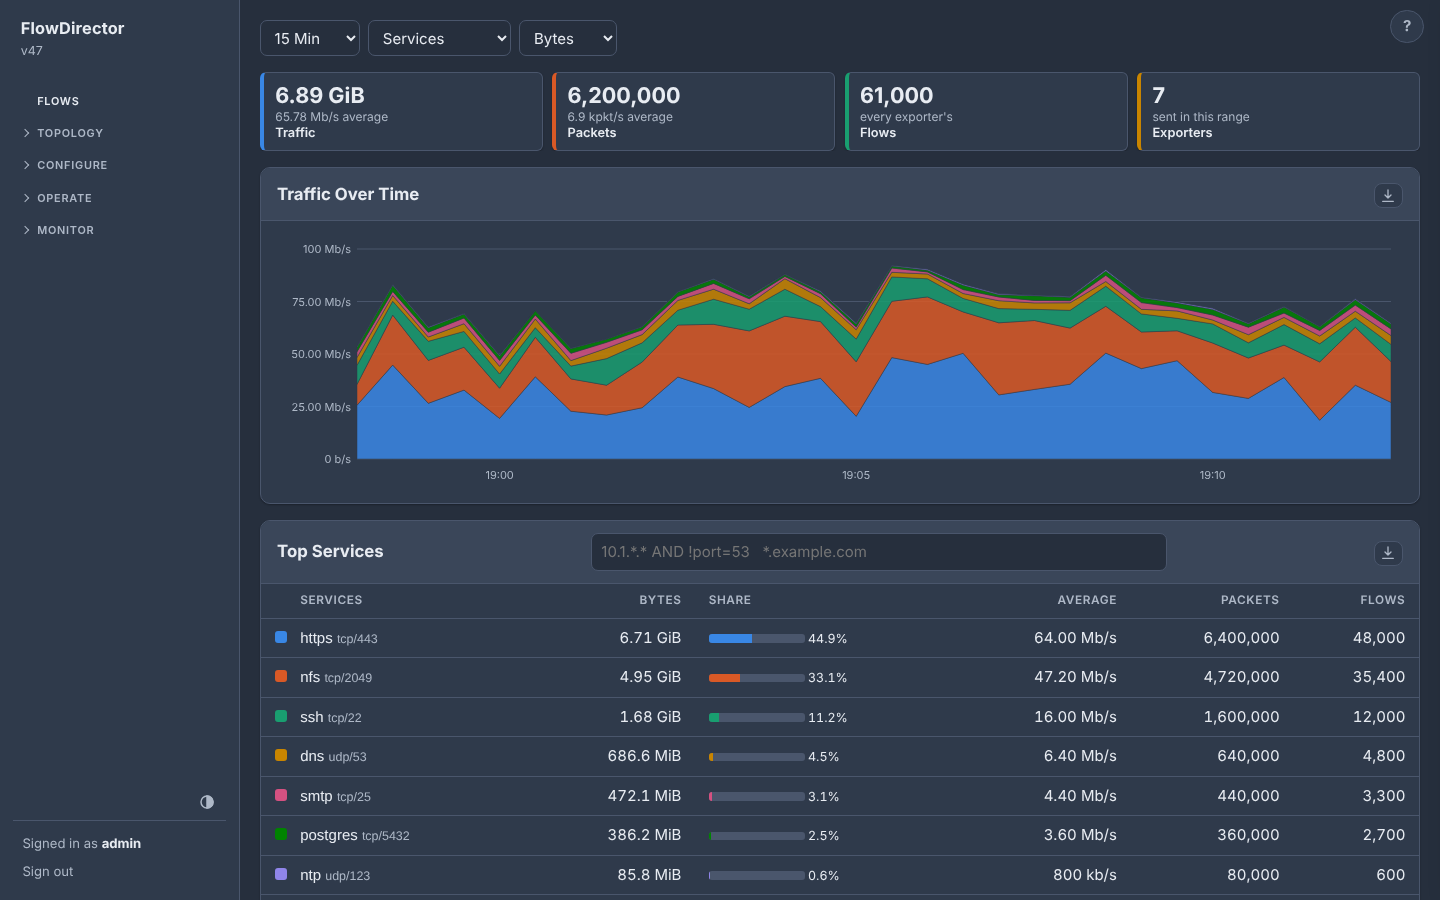 FlowDirector
v47
FLOWS
TOPOLOGY
CONFIGURE
OPERATE
MONITOR
Signed in as admin
Sign out
15 Min Services Bytes
?
6.89 GiB
65.78 Mb/s average
Traffic
6,200,000
6.9 kpkt/s average
Packets
61,000
every exporter's
Flows
7
sent in this range
Exporters
Traffic Over Time
100 Mb/s
75.00 Mb/s
50.00 Mb/s
25.00 Mb/s
0 b/s
19:00 19:05 19:10
Top Services
10.1.*.* AND !port=53 *.example.com
SERVICES BYTES SHARE AVERAGE PACKETS FLOWS
https tcp/443 6.71 GiB 44.9% 64.00 Mb/s 6,400,000 48,000
nfs tcp/2049 4.95 GiB 33.1% 47.20 Mb/s 4,720,000 35,400
ssh tcp/22 1.68 GiB 11.2% 16.00 Mb/s 1,600,000 12,000
dns udp/53 686.6 MiB 4.5% 6.40 Mb/s 640,000 4,800
smtp tcp/25 472.1 MiB 3.1% 4.40 Mb/s 440,000 3,300
postgres tcp/5432 386.2 MiB 2.5% 3.60 Mb/s 360,000 2,700
ntp udp/123 85.8 MiB 0.6% 800 kb/s 80,000 600